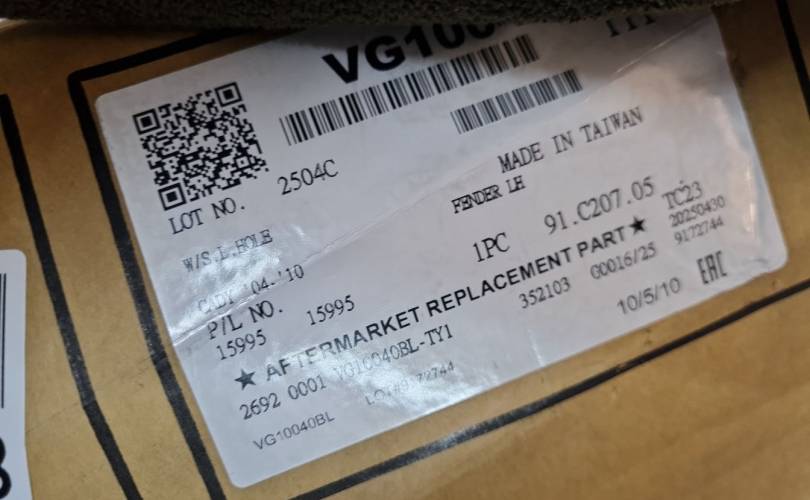 VG100
MADE IN TAIWAN
LOT NO. 2504C
FENDER LH
W/S.L.HOLE
1PC 91.C207.05 TC23
CADI '04-'10
20250430
P/L NO.
9172744
15995 15995
★ AFTERMARKET REPLACEMENT PART★
352103 G0016/25
2692 0001 VG10040BL-TY1
10/5/10 EAC
VG10040BL LOT#9172744